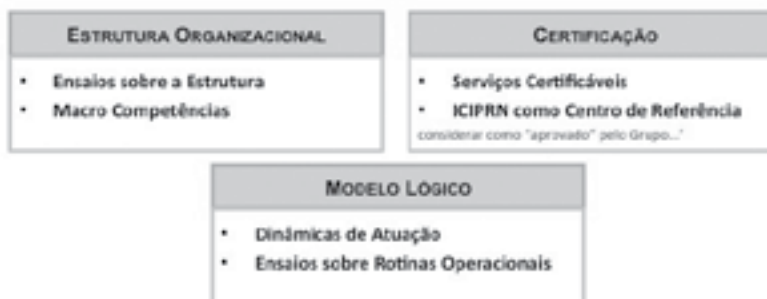 ESTRUTURA ORGANIZACIONAL
• Ensaios sobre a Estrutura
• Macro Competências
CERTIFICAÇÃO
• Serviços Certificáveis
• ICIPRN como Centro de Referência
considerar como "aprovado" pelo Grupo..."
MODELO LÓGICO
• Dinâmicas de Atuação
• Ensaios sobre Rotinas Operacionais